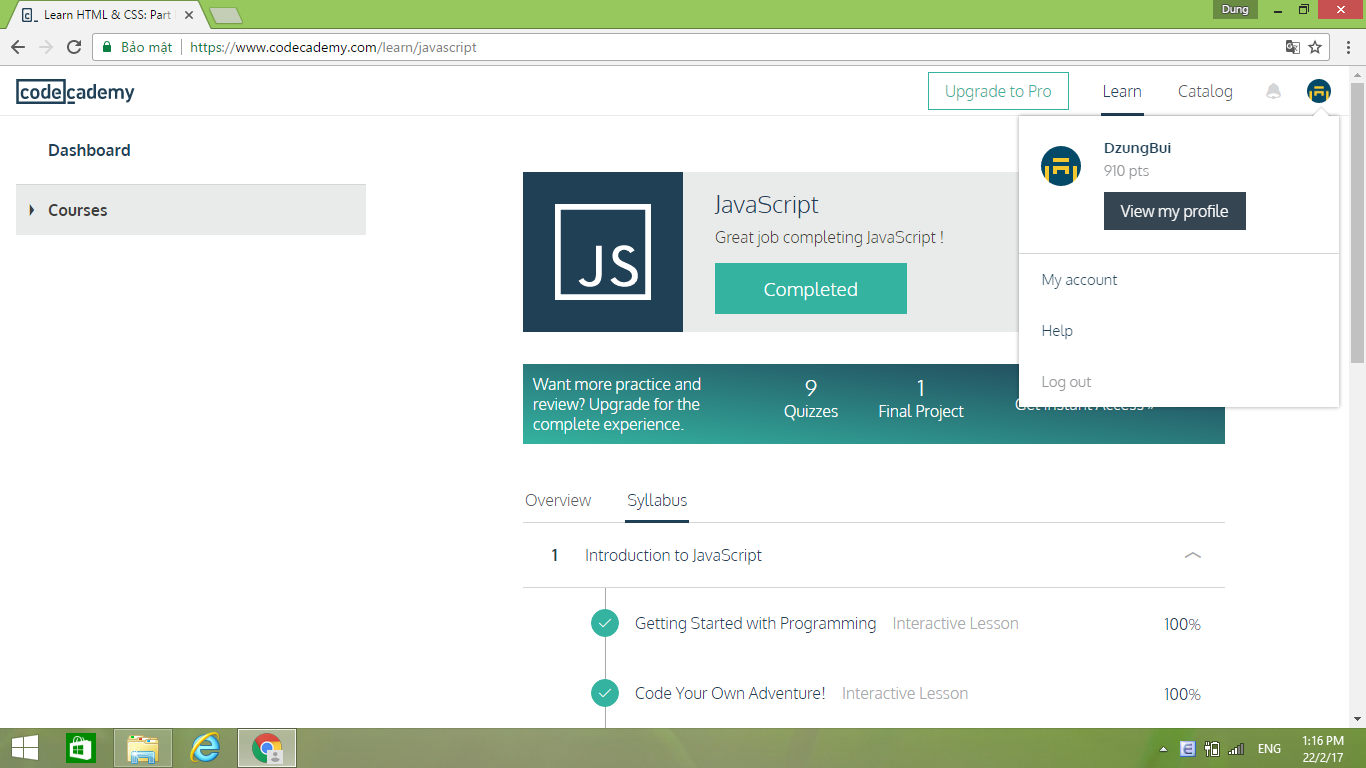 Learn HTML & CSS: Part
Dung
Bảo mật
https://www.codecademy.com/learn/javascript
codecademy
Upgrade to Pro
Learn
Catalog
Dashboard
Courses
DzungBui
910 pts
View my profile
My account
Help
Log out
JS
JavaScript
Great job completing JavaScript !
Completed
Want more practice and
review? Upgrade for the
complete experience.
9
Quizzes
1
Final Project
Get Instant Access »
Overview
Syllabus
1 Introduction to JavaScript
Getting Started with Programming Interactive Lesson 100%
Code Your Own Adventure! Interactive Lesson 100%
ENG
1:16 PM
22/2/17